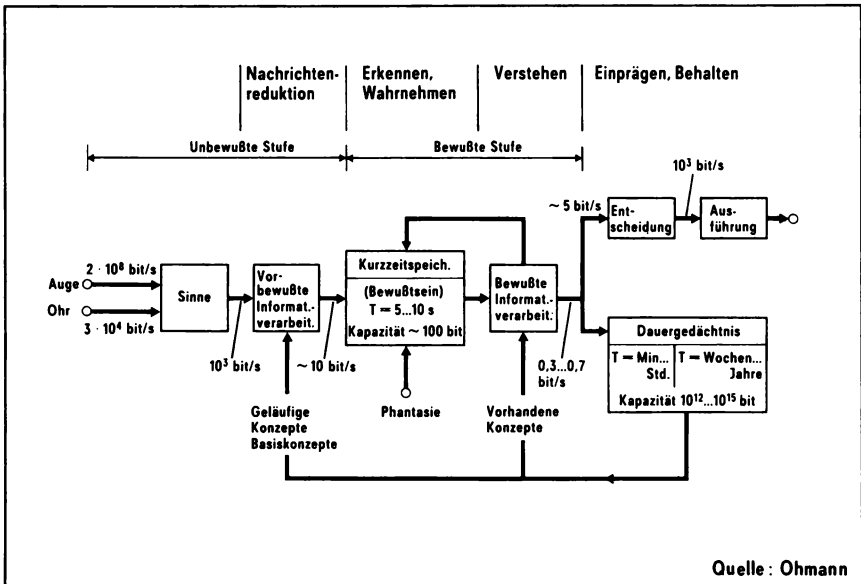 Nachrichten-
reduktion
Erkennen,
Wahrnehmen
Verstehen
Einprägen, Behalten
Unbewußte Stufe
Bewußte Stufe
10³ bit/s
~ 5 bit/s
Ent-
scheidung
Aus-
führung
Auge
2 · 10⁸ bit/s
Ohr
3 · 10⁴ bit/s
Sinne
10³ bit/s
Vor-
bewußte
Informat.-
verarbeit.
~ 10 bit/s
Kurzzeitspeich.
(Bewußtsein)
T = 5...10 s
Kapazität ~ 100 bit
Bewußte
Informat.-
verarbeit.
0,3...0,7
bit/s
Dauergedächtnis
T = Min...
Std.
T = Wochen...
Jahre
Kapazität 10¹²...10¹⁵ bit
Geläufige
Konzepte
Basiskonzepte
Phantasie
Vorhandene
Konzepte
Quelle : Ohmann